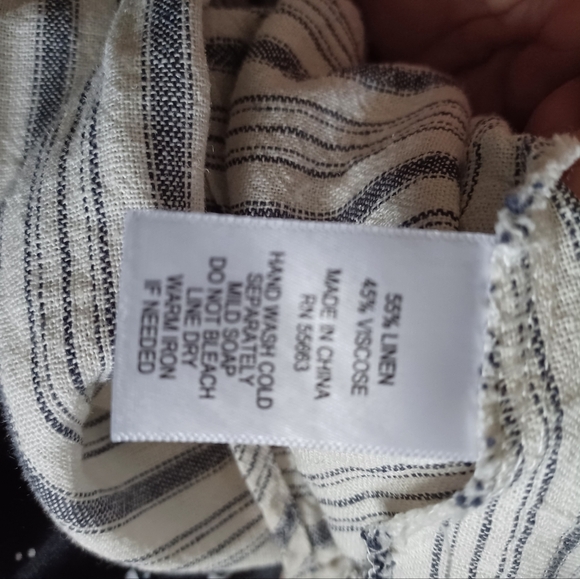 55% LINEN
45% VISCOSE
MADE IN CHINA
RN 55663
HAND WASH COLD
SEPARATELY
MILD SOAP
DO NOT BLEACH
LINE DRY
WARM IRON
IF NEEDED